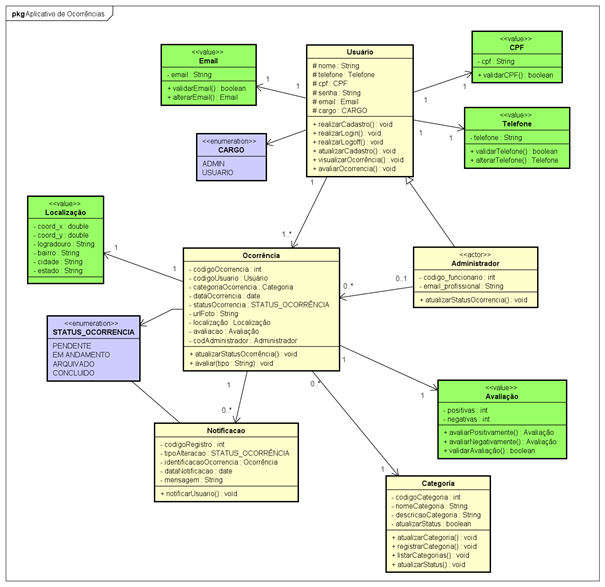 pkg Aplicativo de Ocorrências
<<value>>
Email
- email : String
+ validarEmail() : boolean
+ alterarEmail() : Email
Usuário
# nome : String
# telefone : Telefone
# cpf : CPF
# senha : String
# email : Email
# cargo : CARGO
+ realizarCadastro() : void
+ realizarLogin() : void
+ realizarLogoff() : void
+ atualizarCadastro() : void
+ visualizarOcorrência() : void
+ avaliarOcorrencia() : void
<<value>>
CPF
- cpf : String
+ validarCPF() : boolean
<<value>>
Telefone
- telefone : String
+ validarTelefone() : boolean
+ alterarTelefone() : Telefone
<<enumeration>>
CARGO
ADMIN
USUARIO
1
1
1
1
1
1
1
1..*
<<value>>
Localização
- coord_x : double
- coord_y : double
- logradouro : String
- bairro : String
- cidade : String
- estado : String
1
1
Ocorrência
- codigoOcorrencia : int
- codigoUsuario : Usuário
- categoriaOcorrencia : Categoria
- dataOcorrencia : date
- statusOcorrencia : STATUS_OCORRÊNCIA
- urlFoto : String
- localização : Localização
- avaliacao : Avaliação
- codAdministrador : Administrador
+ atualizarStatusOcorrência() : void
+ avaliar(tipo : String) : void
<<actor>>
Administrador
- codigo_funcionario : int
- email_profissional : String
+ atualizarStatusOcorrencia() : void
0..1
0..*
<<enumeration>>
STATUS_OCORRENCIA
PENDENTE
EM ANDAMENTO
ARQUIVADO
CONCLUIDO
1
0..*
0..*
1
1
1
<<value>>
Avaliação
- positivas : int
- negativas : int
+ avaliarPositivamente() : Avaliação
+ avaliarNegativamente() : Avaliação
+ validarAvaliação() : boolean
Notificacao
- codigoRegistro : int
- tipoAlteracao : STATUS_OCORRÊNCIA
- identificacaoOcorrencia : Ocorrência
- dataNotificacao : date
- mensagem : String
+ notificarUsuario() : void
Categoria
- codigoCategoria : int
- nomeCategoria : String
- descricaoCategoria : String
- atualizarStatus : boolean
+ atualizarCategoria() : void
+ registrarCategoria() : void
+ listarCategorias() : void
+ atualizarStatus() : void